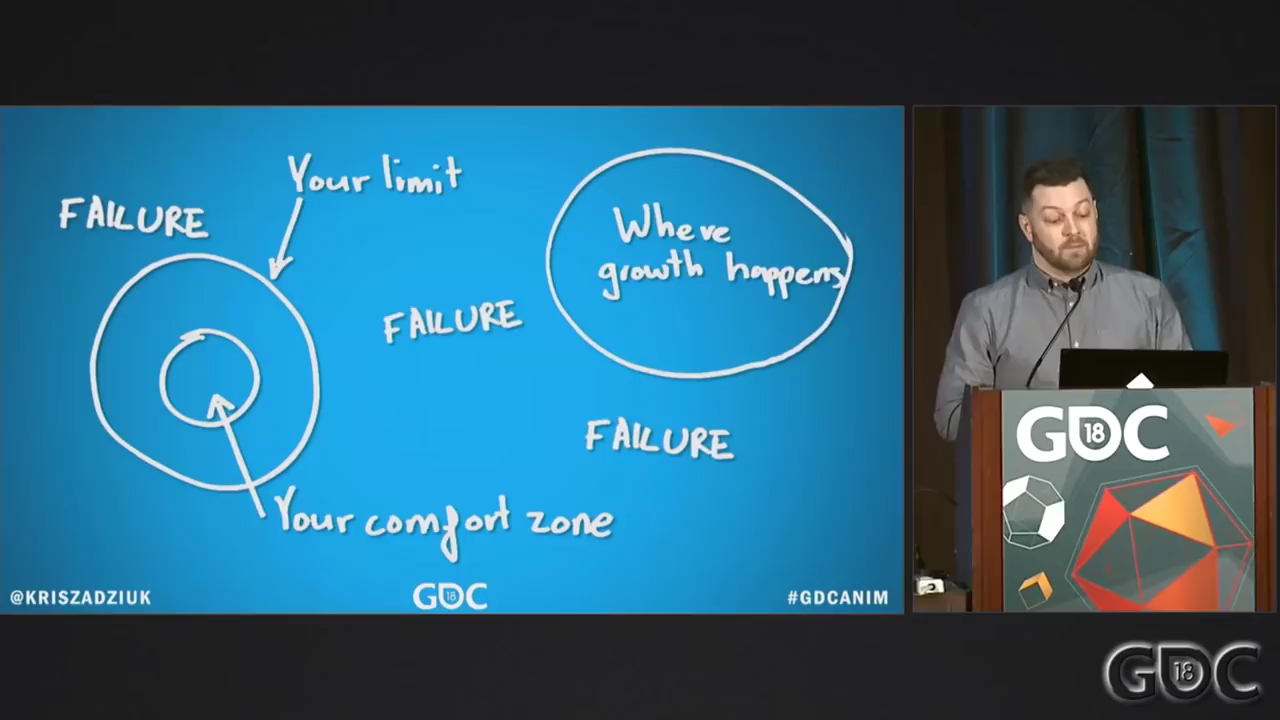 Your limit
FAILURE
Where
growth happens
FAILURE
FAILURE
Your comfort zone
@KRISZADZIUK
GDC
18
#GDCANIM
GDC
18
GDC
18